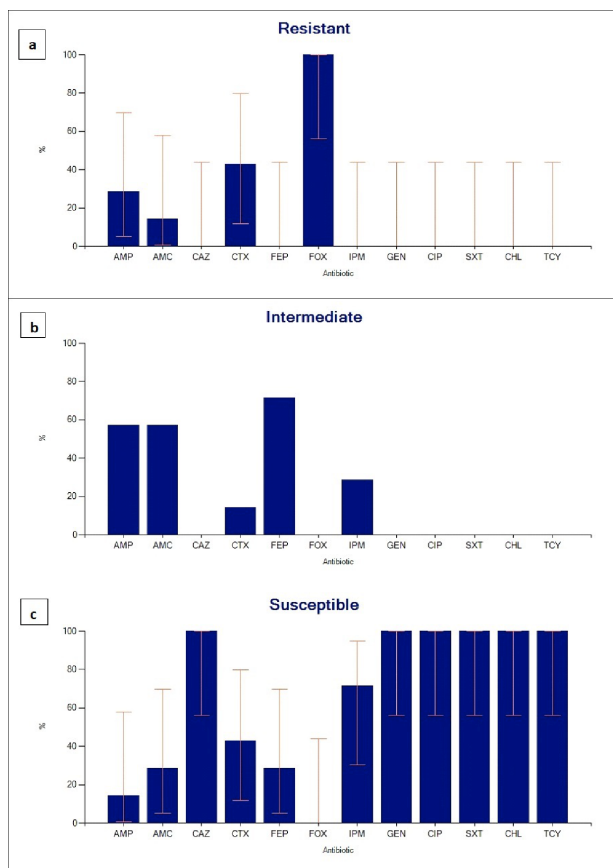 a
Resistant
100
80
60
40
20
0
%
AMP AMC CAZ CTX FEP FOX IPM GEN CIP SXT CHL TCY
Antibiotic
b
Intermediate
100
80
60
40
20
0
%
AMP AMC CAZ CTX FEP FOX IPM GEN CIP SXT CHL TCY
Antibiotic
c
Susceptible
100
80
60
40
20
0
%
AMP AMC CAZ CTX FEP FOX IPM GEN CIP SXT CHL TCY
Antibiotic